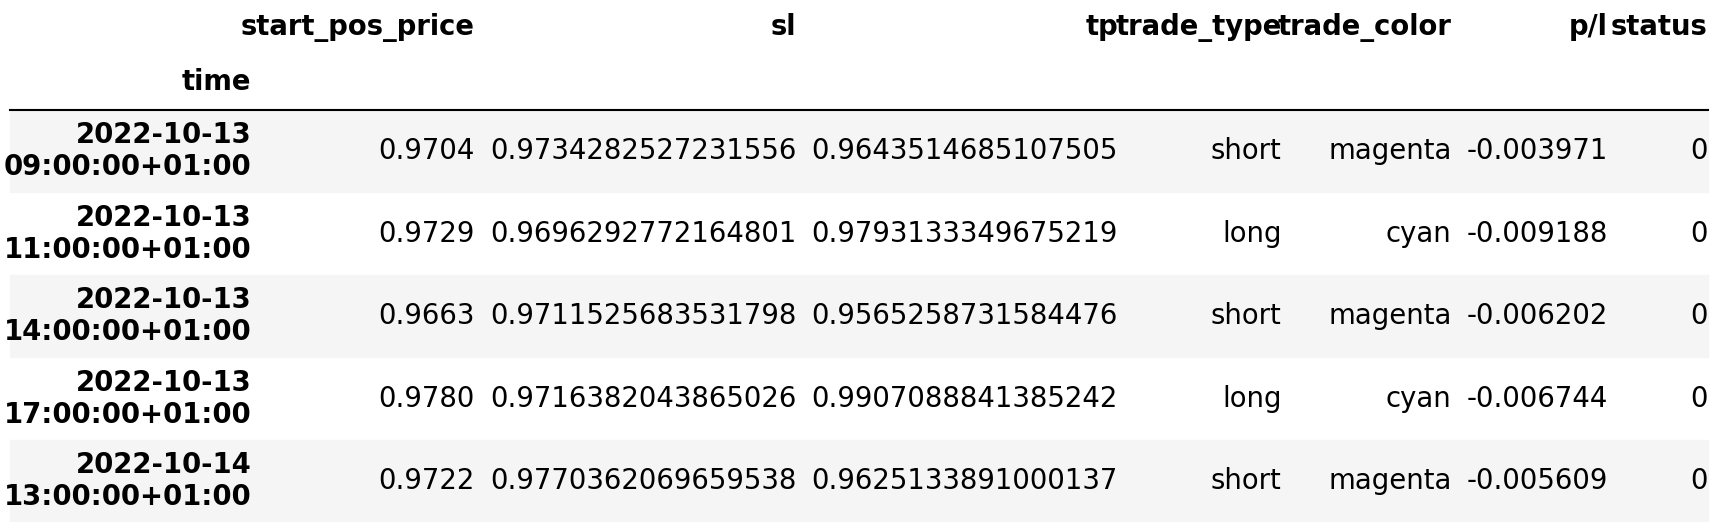 start_pos_price sl tp trade_type trade_color p/l status
time
2022-10-13
09:00:00+01:00 0.9704 0.9734282527231556 0.9643514685107505 short magenta -0.003971 0
2022-10-13
11:00:00+01:00 0.9729 0.9696292772164801 0.9793133349675219 long cyan -0.009188 0
2022-10-13
14:00:00+01:00 0.9663 0.9711525683531798 0.9565258731584476 short magenta -0.006202 0
2022-10-13
17:00:00+01:00 0.9780 0.9716382043865026 0.9907088841385242 long cyan -0.006744 0
2022-10-14
13:00:00+01:00 0.9722 0.9770362069659538 0.9625133891000137 short magenta -0.005609 0